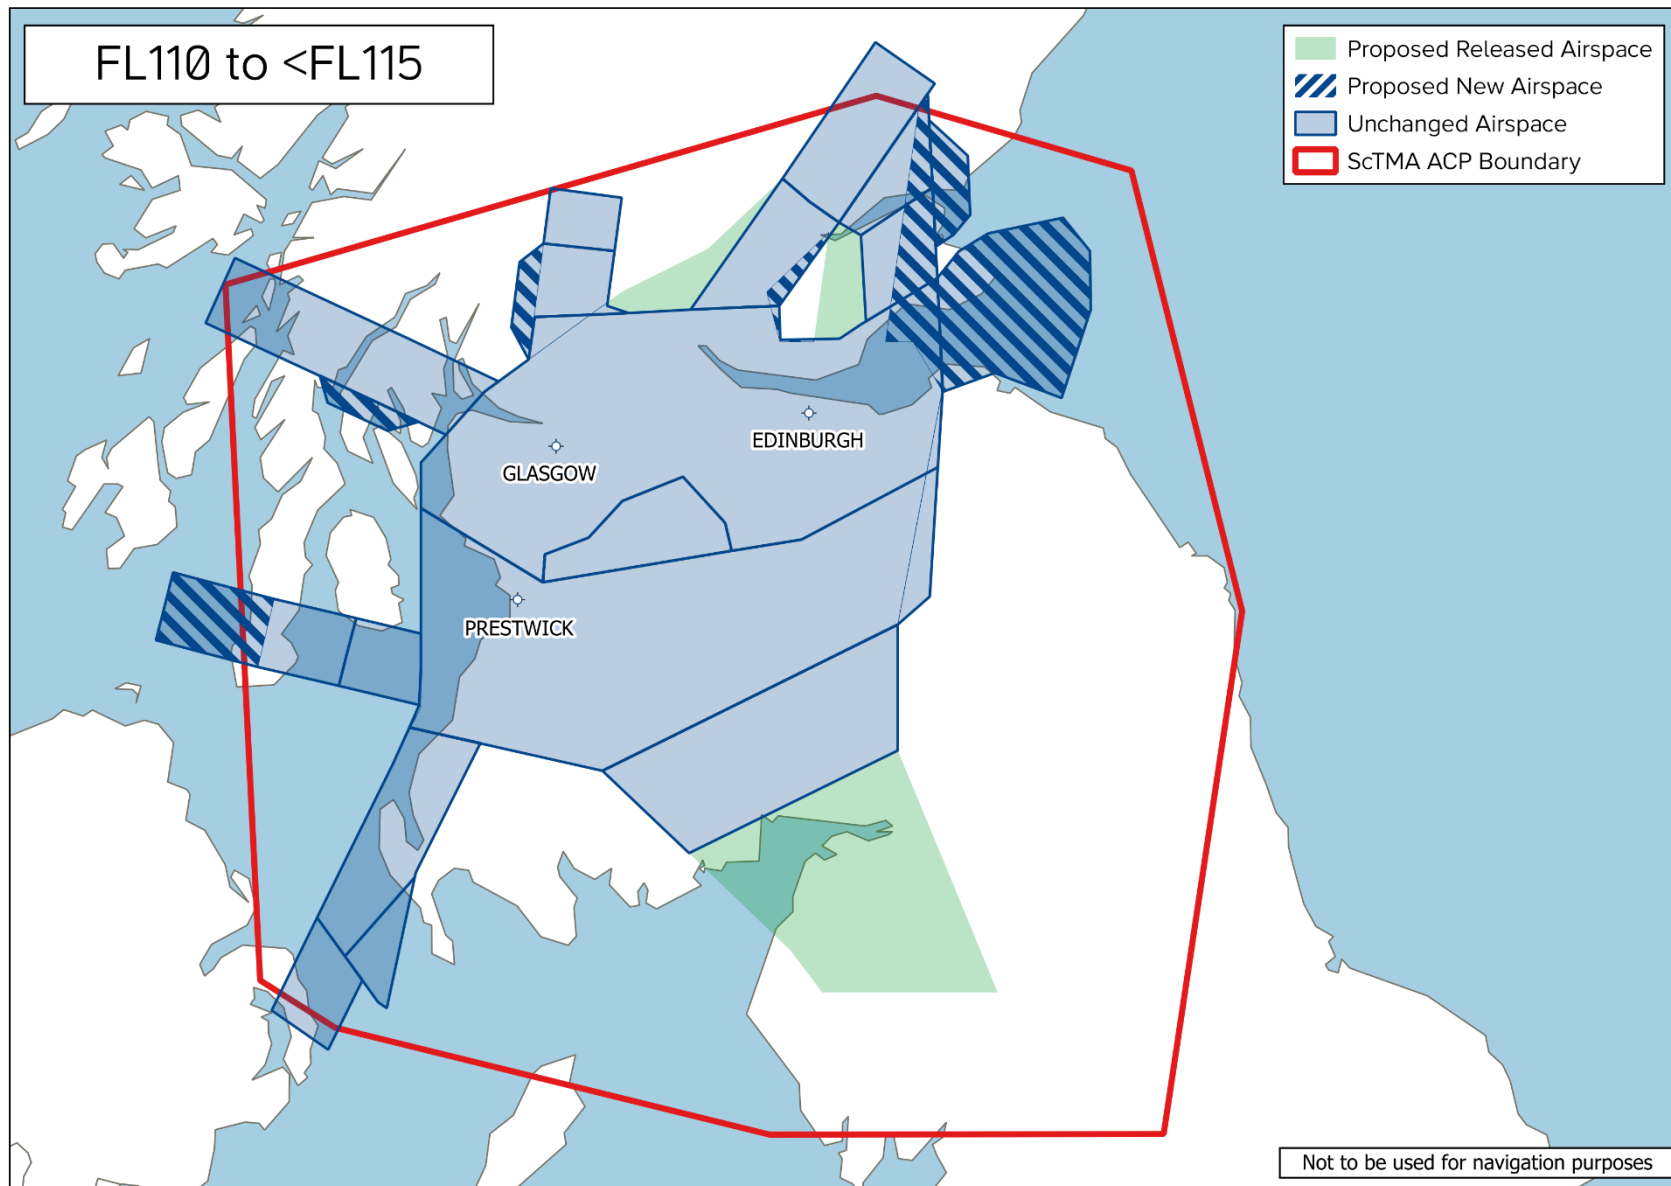 FL110 to <FL115
Proposed Released Airspace
Proposed New Airspace
Unchanged Airspace
ScTMA ACP Boundary
EDINBURGH
GLASGOW
PRESTWICK
Not to be used for navigation purposes